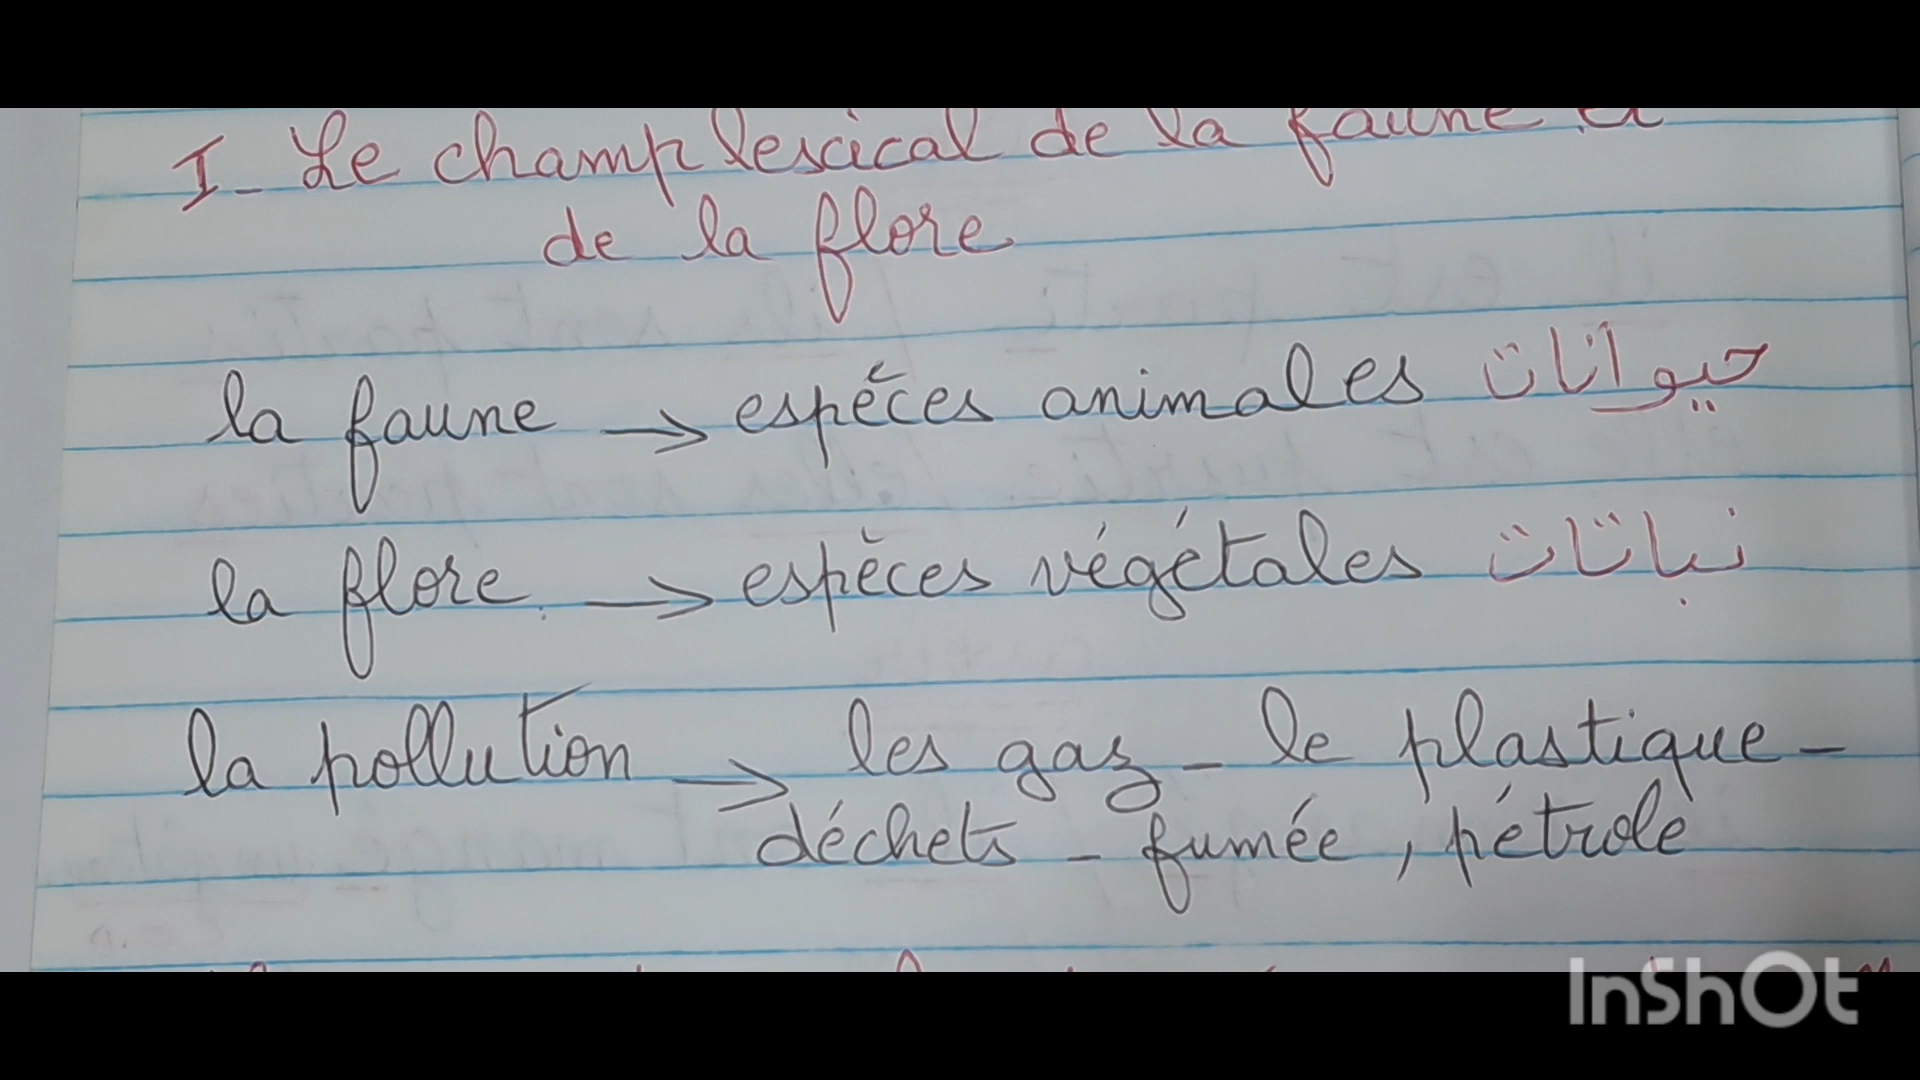 I- Le champ lexical de la faune et
de la flore
la faune → espèces animales حيوانات
la flore → espèces végétales نباتات
la pollution → les gaz - le plastique -
déchets - fumée, pétrole
InShOt